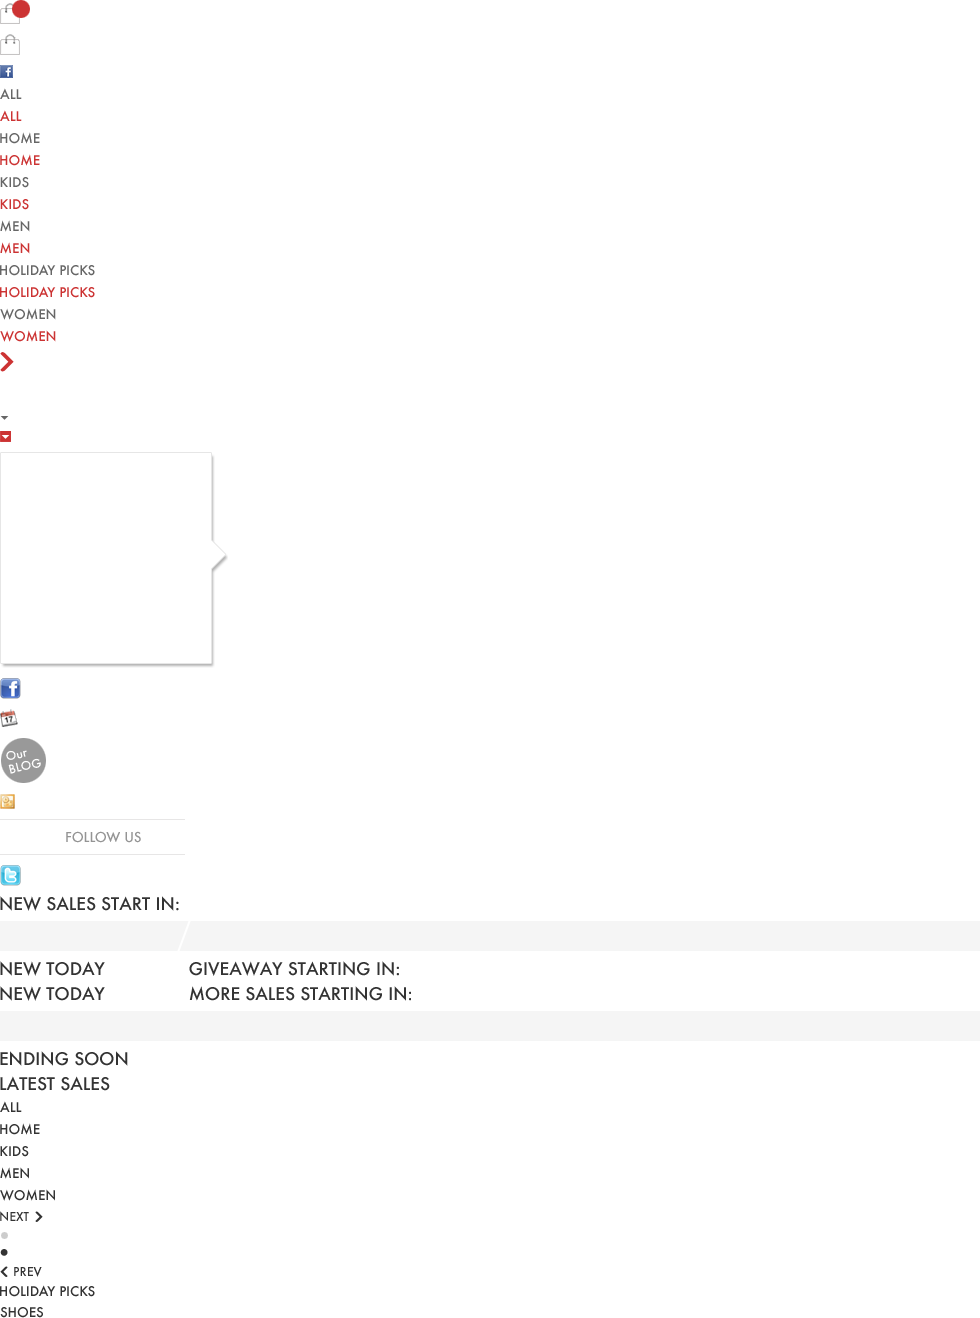 ALL
ALL
HOME
HOME
KIDS
KIDS
MEN
MEN
HOLIDAY PICKS
HOLIDAY PICKS
WOMEN
WOMEN
f
17
Our
BLOG
FOLLOW US
t
NEW SALES START IN:
NEW TODAY GIVEAWAY STARTING IN:
NEW TODAY MORE SALES STARTING IN:
ENDING SOON
LATEST SALES
ALL
HOME
KIDS
MEN
WOMEN
NEXT
PREV
HOLIDAY PICKS
SHOES